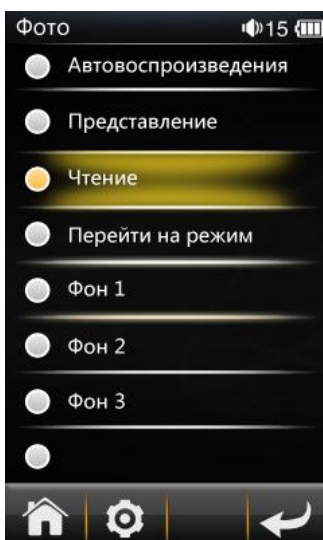 Фото 15
Автовоспроизведения
Представление
Чтение
Перейти на режим
Фон 1
Фон 2
Фон 3